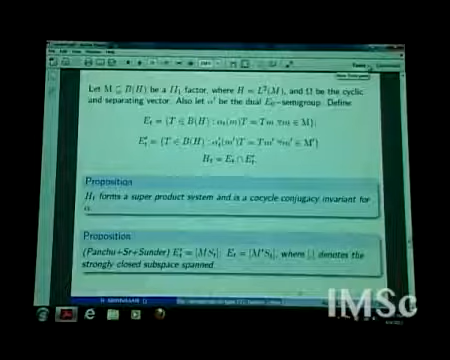 Let M ⊆ B(H) be a II₁ factor, where H = L²(M), and Ω be the cyclic
and separating vector. Also let α′ be the dual E₀−semigroup. Define
Eₜ = {T ∈ B(H) : αₜ(m)T = Tm ∀m ∈ M};
E′ₜ = {T ∈ B(H) : α′ₜ(m′)T = Tm′ ∀m′ ∈ M′}
Hₜ = Eₜ ∩ E′ₜ.
Proposition
Hₜ forms a super product system and is a cocycle conjugacy invariant for
α.
Proposition
(Panchu+Sr+Sunder) E′ₜ = [MSₜ]; Eₜ = [M′Sₜ], where [.] denotes the
strongly closed subspace spanned
IMSc